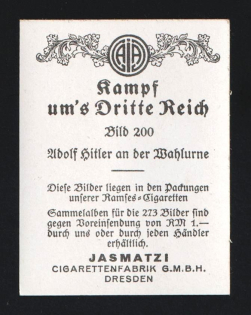 Kampf
um's Dritte Reich
Bild 200
Adolf Hitler an der Wahlurne
Diese Bilder liegen in den Packungen
unserer Ramses=Cigaretten
Sammelalben für die 273 Bilder sind
gegen Voreinsendung von RM 1.—
durch uns oder durch jeden Händler
erhältlich.
JASMATZI
CIGARETTENFABRIK G.M.B.H.
DRESDEN